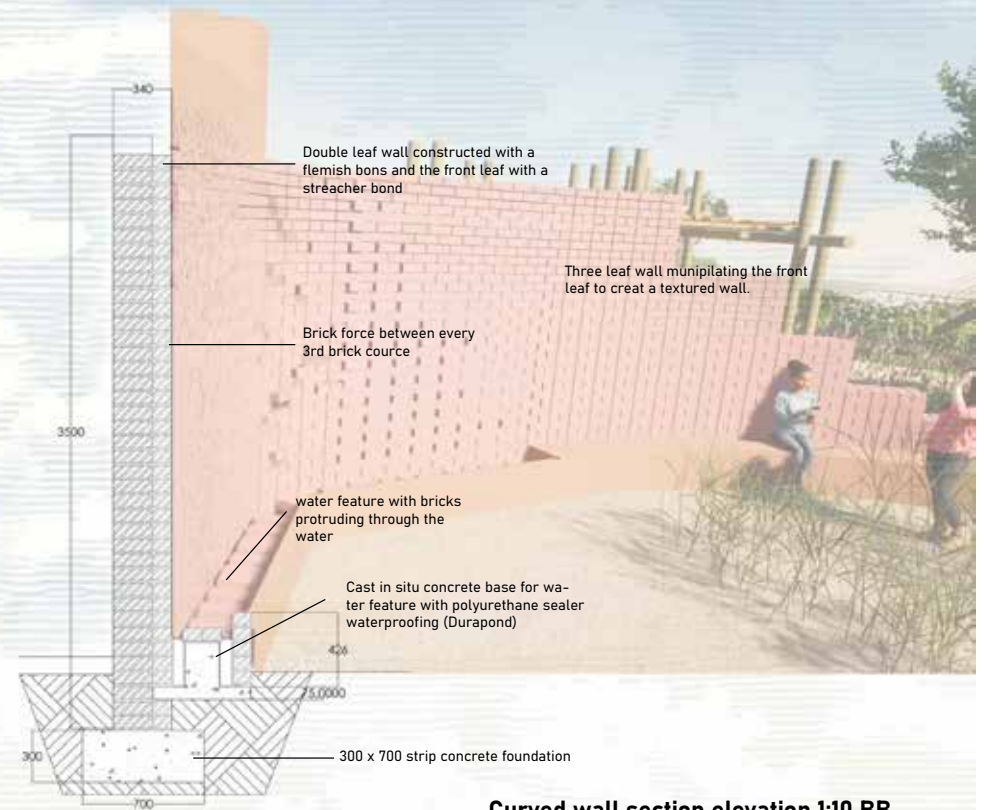 340
Double leaf wall constructed with a
flemish bons and the front leaf with a
streacher bond
Three leaf wall munipilating the front
leaf to creat a textured wall.
Brick force between every
3rd brick cource
3500
water feature with bricks
protruding through the
water
Cast in situ concrete base for wa-
ter feature with polyurethane sealer
waterproofing (Durapond)
426
75,0000
300
300 x 700 strip concrete foundation
700
Curved wall section elevation 1:10 BB